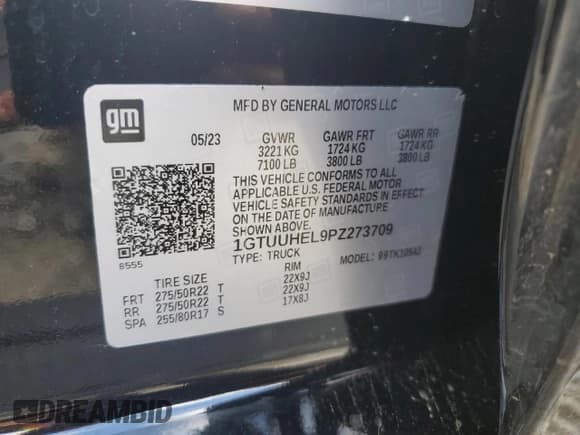 gm
MFD BY GENERAL MOTORS LLC
05/23 GVWR GAWR FRT GAWR RR
3221 KG 1724 KG 1724 KG
7100 LB 3800 LB 3800 LB
THIS VEHICLE CONFORMS TO ALL
APPLICABLE U.S. FEDERAL MOTOR
VEHICLE SAFETY AND THEFT
PREVENTION STANDARDS IN
EFFECT ON THE DATE OF
MANUFACTURE SHOWN ABOVE.
1GTUUHEL9PZ273709
8555 TYPE: TRUCK MODEL:
TIRE SIZE RIM
FRT 275/50R22 T 22X9J
RR 275/50R22 T 22X9J
SPA 255/80R17 S 17X8J
DREAMBID